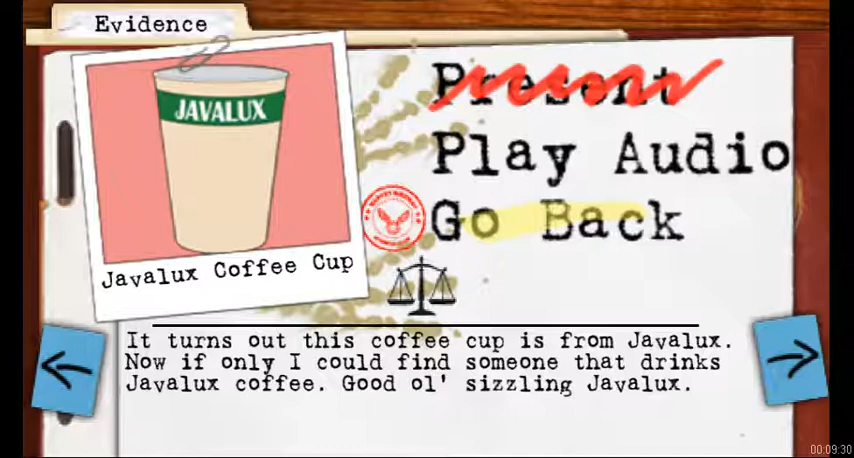 Evidence
JAVALUX
Javalux Coffee Cup
Present
Play Audio
Go Back
It turns out this coffee cup is from Javalux.
Now if only I could find someone that drinks
Javalux coffee. Good ol' sizzling Javalux.
00:09:30